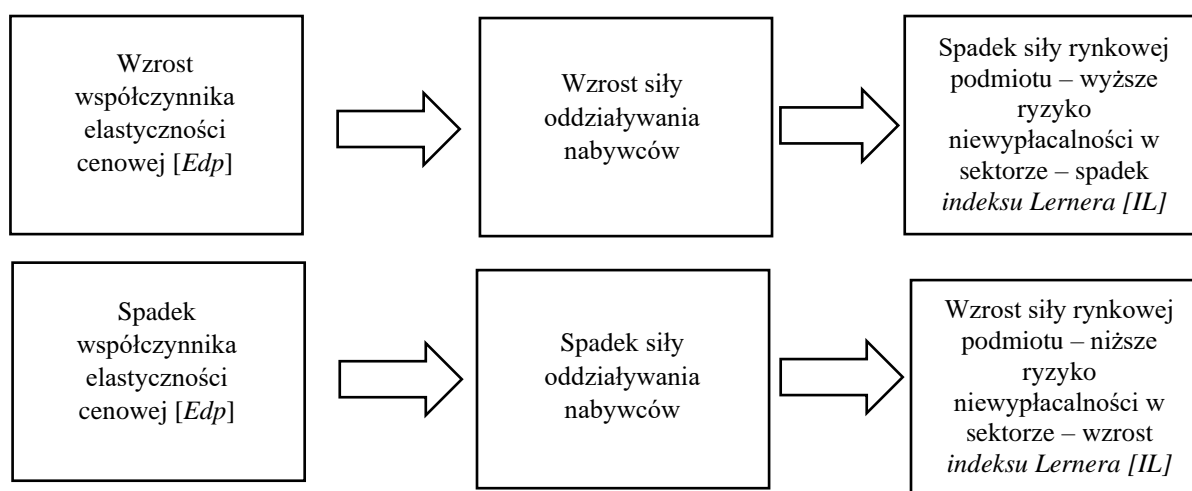 Wzrost
współczynnika
elastyczności
cenowej [Edp]
Wzrost siły
oddziaływania
nabywców
Spadek siły rynkowej
podmiotu – wyższe
ryzyko
niewypłacalności w
sektorze – spadek
indeksu Lernera [IL]
Spadek
współczynnika
elastyczności
cenowej [Edp]
Spadek siły
oddziaływania
nabywców
Wzrost siły rynkowej
podmiotu – niższe
ryzyko
niewypłacalności w
sektorze – wzrost
indeksu Lernera [IL]